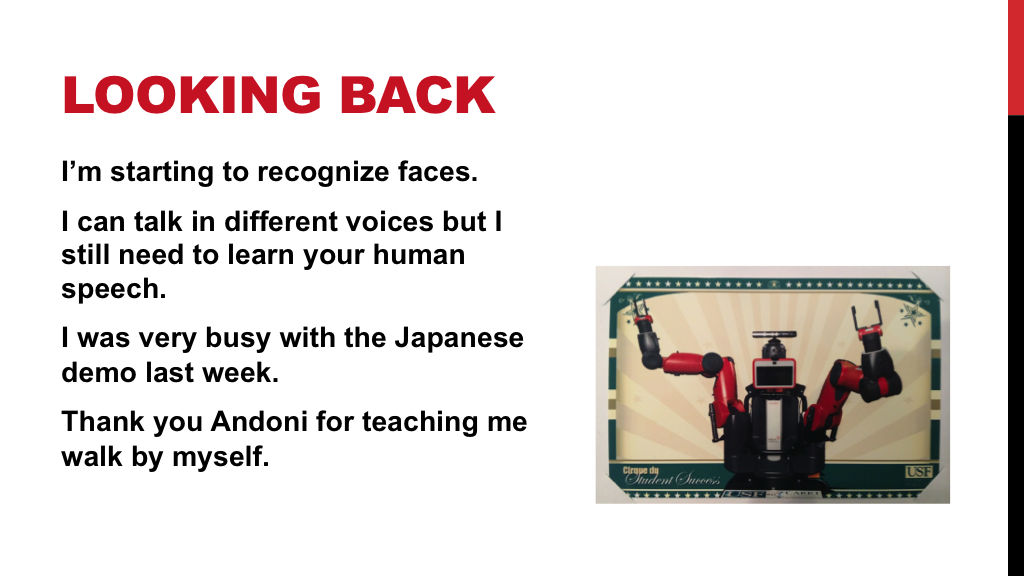 LOOKING BACK
I'm starting to recognize faces.
I can talk in different voices but I
still need to learn your human
speech.
I was very busy with the Japanese
demo last week.
Thank you Andoni for teaching me
walk by myself.
Cirque du
Student Success
USF
USF